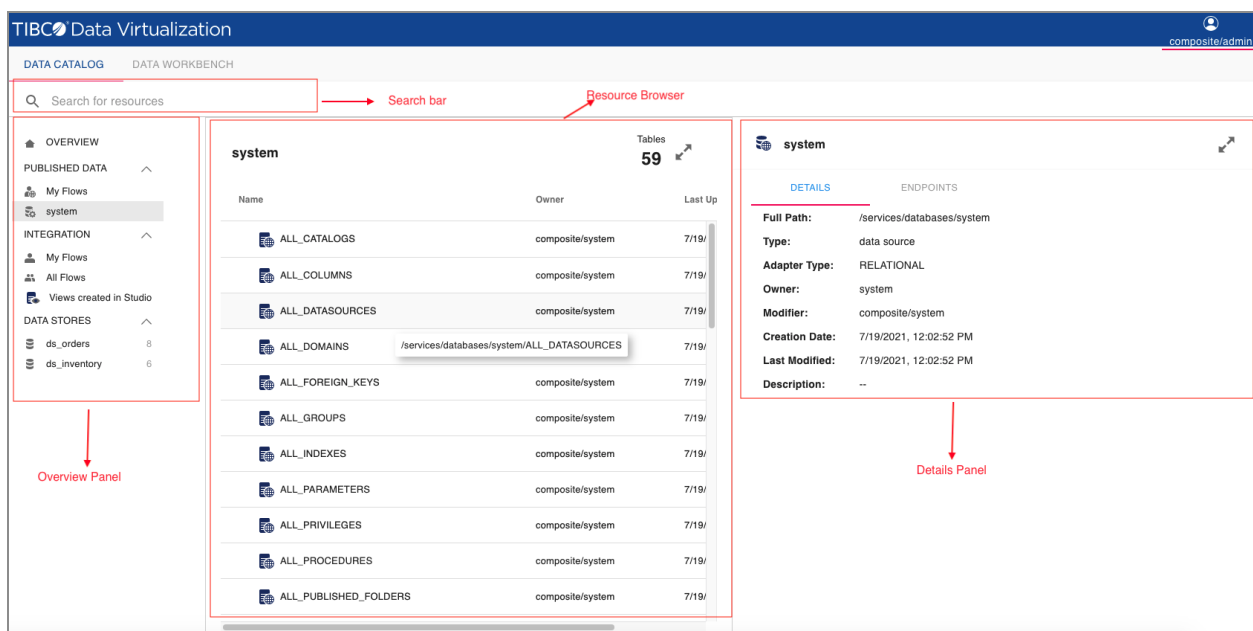 TIBCO Data Virtualization
composite/admin
DATA CATALOG DATA WORKBENCH
Search for resources
Search bar
Resource Browser
OVERVIEW
PUBLISHED DATA
My Flows
system
INTEGRATION
My Flows
All Flows
Views created in Studio
DATA STORES
ds_orders 8
ds_inventory 6
Overview Panel
system
Tables
59
Name Owner Last Up
ALL_CATALOGS composite/system 7/19/
ALL_COLUMNS composite/system 7/19/
ALL_DATASOURCES composite/system 7/19/
ALL_DOMAINS /services/databases/system/ALL_DATASOURCES 7/19/
ALL_FOREIGN_KEYS composite/system 7/19/
ALL_GROUPS composite/system 7/19/
ALL_INDEXES composite/system 7/19/
ALL_PARAMETERS composite/system 7/19/
ALL_PRIVILEGES composite/system 7/19/
ALL_PROCEDURES composite/system 7/19/
ALL_PUBLISHED_FOLDERS composite/system 7/19/
system
DETAILS ENDPOINTS
Full Path: /services/databases/system
Type: data source
Adapter Type: RELATIONAL
Owner: system
Modifier: composite/system
Creation Date: 7/19/2021, 12:02:52 PM
Last Modified: 7/19/2021, 12:02:52 PM
Description: --
Details Panel